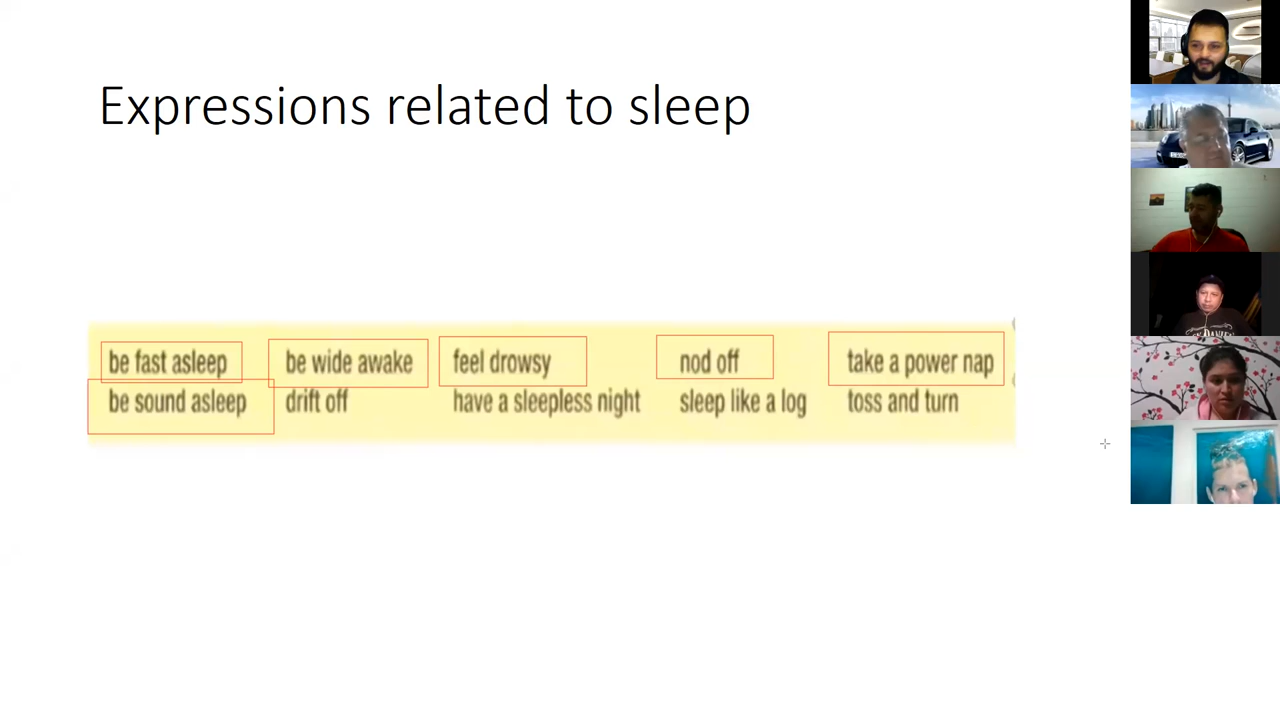 Expressions related to sleep
be fast asleep be wide awake feel drowsy nod off take a power nap
be sound asleep drift off have a sleepless night sleep like a log toss and turn